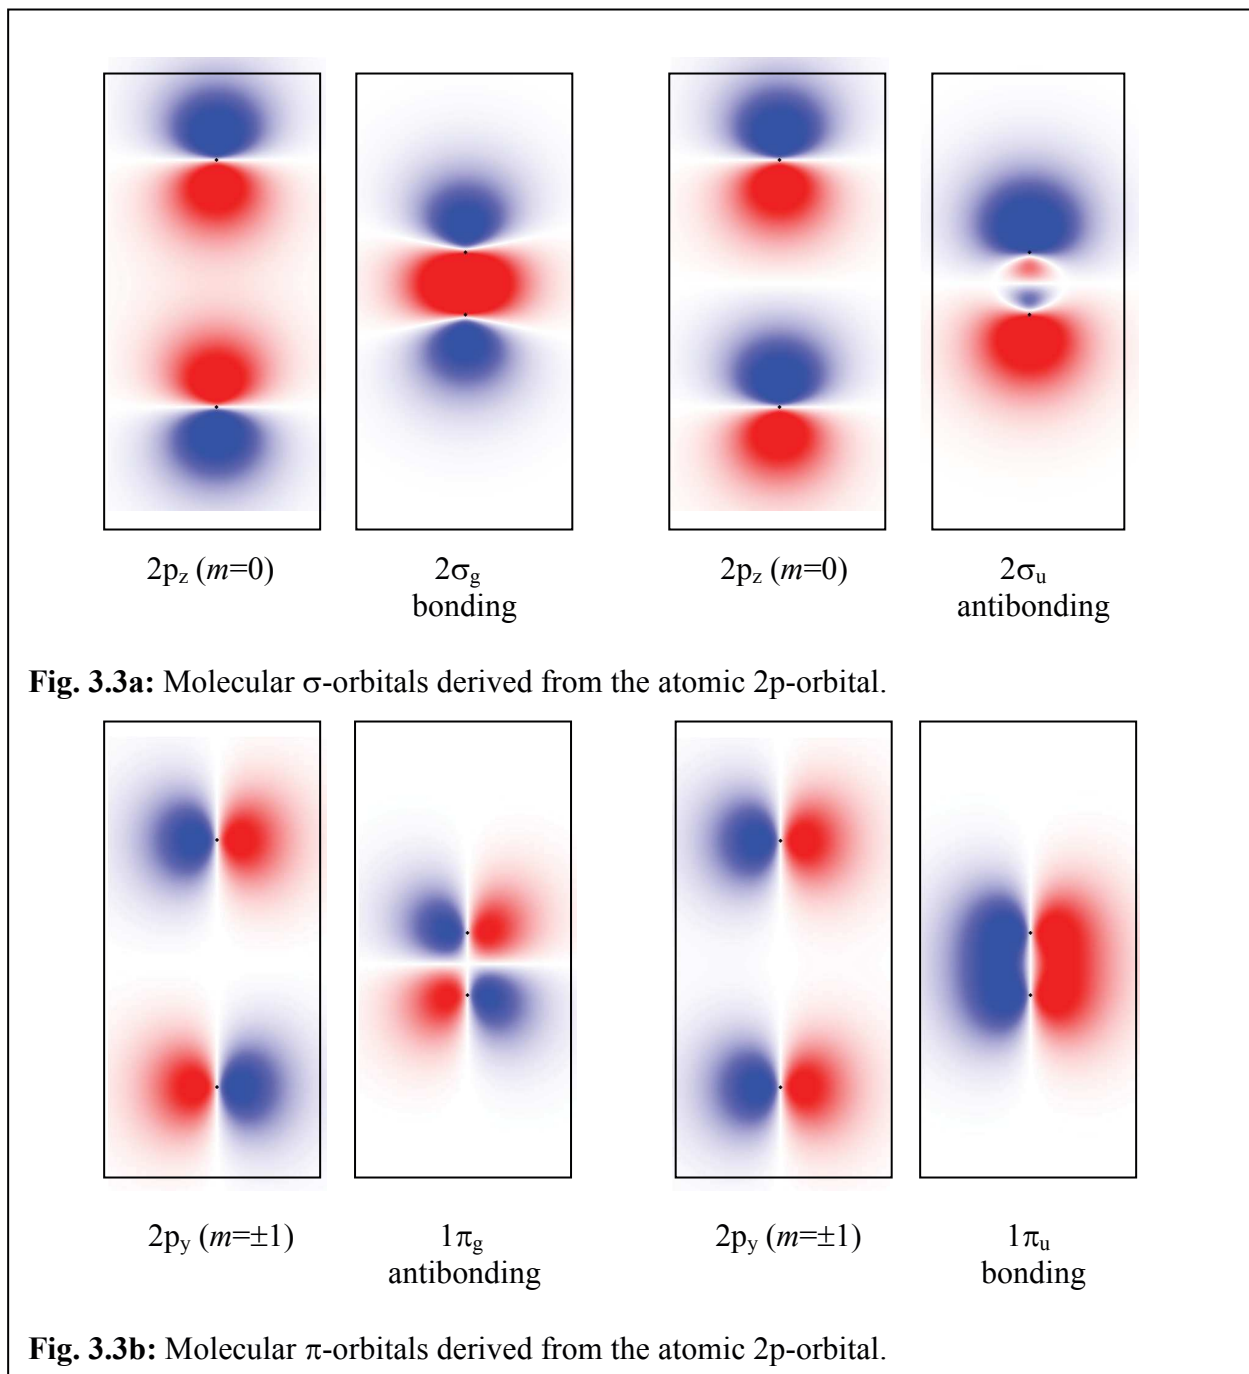 2pz (m=0) 2σg 2pz (m=0) 2σu
bonding antibonding
Fig. 3.3a: Molecular σ-orbitals derived from the atomic 2p-orbital.
2py (m=±1) 1πg 2py (m=±1) 1πu
antibonding bonding
Fig. 3.3b: Molecular π-orbitals derived from the atomic 2p-orbital.